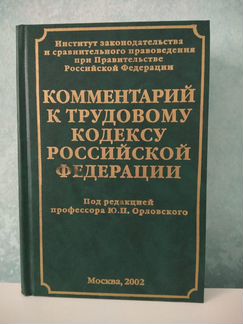 Институт законодательства
и сравнительного правоведения
при Правительстве
Российской Федерации
КОММЕНТАРИЙ
К ТРУДОВОМУ
КОДЕКСУ
РОССИЙСКОЙ
ФЕДЕРАЦИИ
Под редакцией
профессора Ю.П. Орловского
Москва, 2002